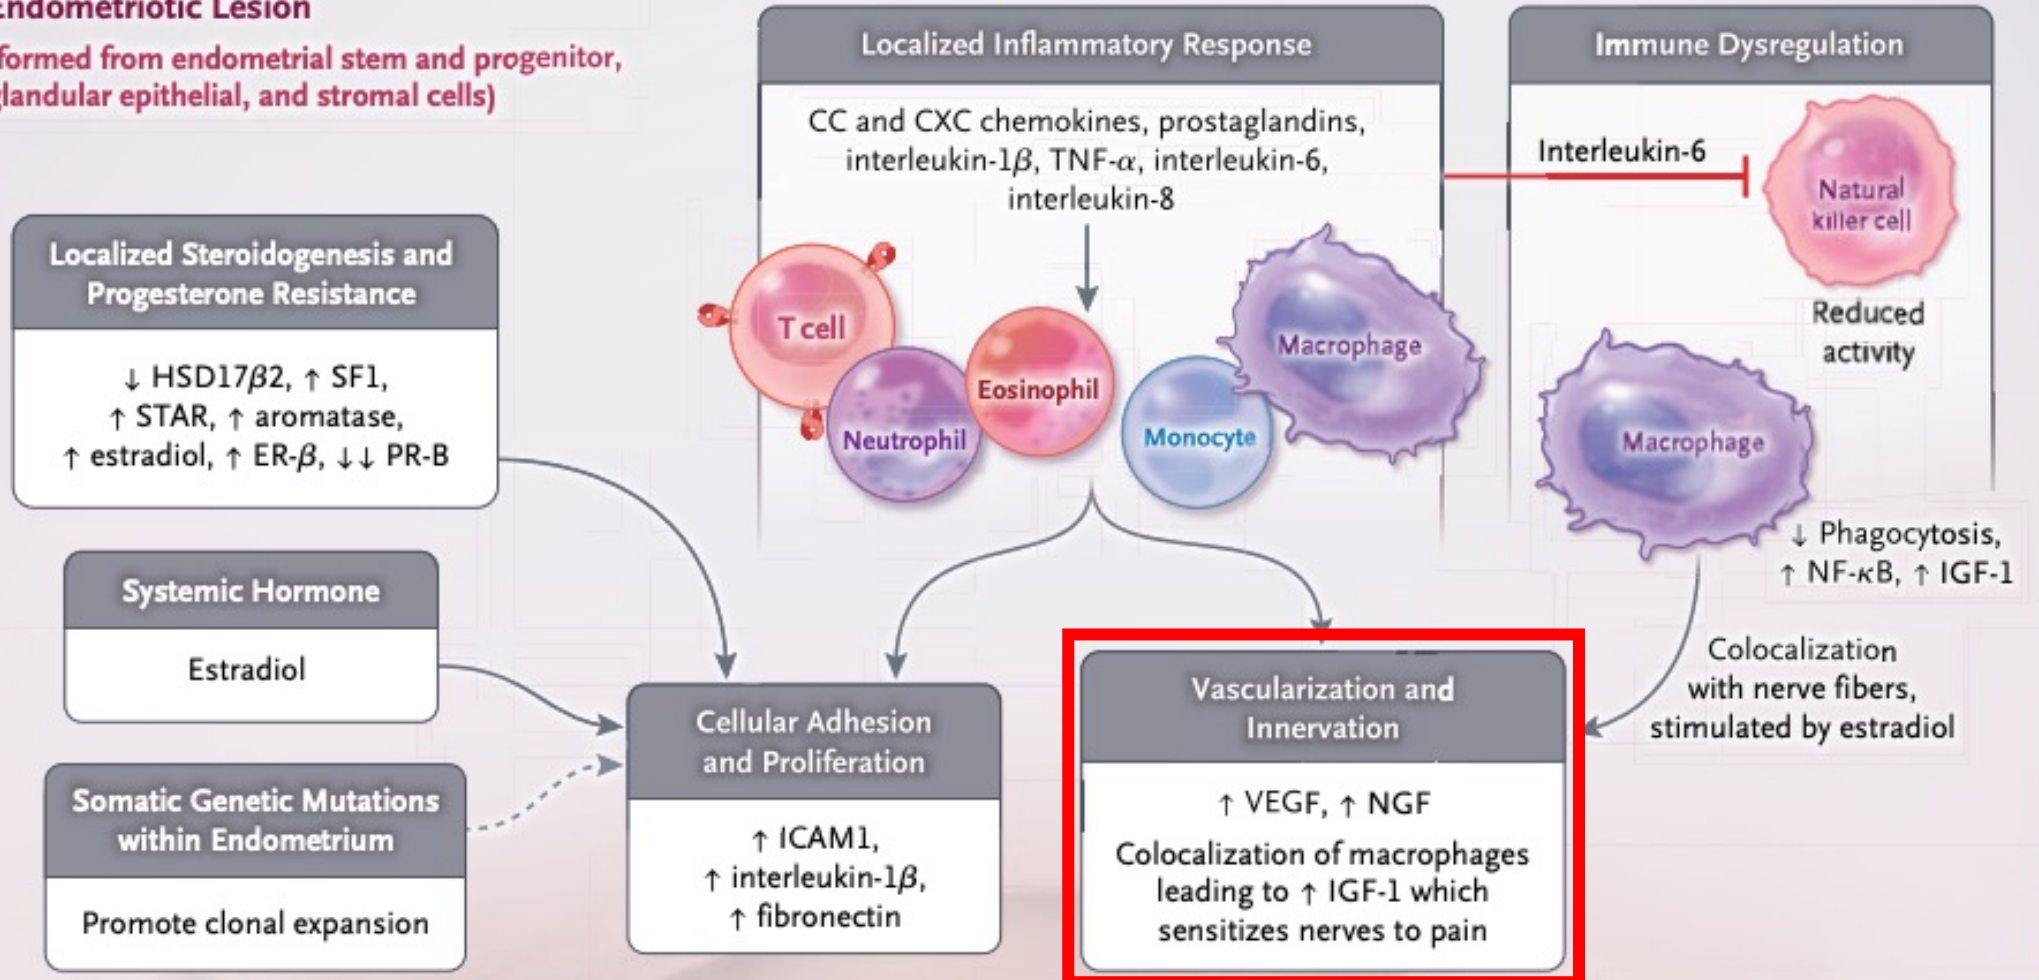 Endometriotic Lesion
formed from endometrial stem and progenitor,
glandular epithelial, and stromal cells)
Localized Inflammatory Response
CC and CXC chemokines, prostaglandins,
interleukin-1β, TNF-α, interleukin-6,
interleukin-8
T cell
Neutrophil
Eosinophil
Monocyte
Macrophage
Immune Dysregulation
Interleukin-6
Natural
killer cell
Reduced
activity
Macrophage
↓ Phagocytosis,
↑ NF-κB, ↑ IGF-1
Colocalization
with nerve fibers,
stimulated by estradiol
Localized Steroidogenesis and
Progesterone Resistance
↓ HSD17β2, ↑ SF1,
↑ STAR, ↑ aromatase,
↑ estradiol, ↑ ER-β, ↓↓ PR-B
Systemic Hormone
Estradiol
Somatic Genetic Mutations
within Endometrium
Promote clonal expansion
Cellular Adhesion
and Proliferation
↑ ICAM1,
↑ interleukin-1β,
↑ fibronectin
Vascularization and
Innervation
↑ VEGF, ↑ NGF
Colocalization of macrophages
leading to ↑ IGF-1 which
sensitizes nerves to pain